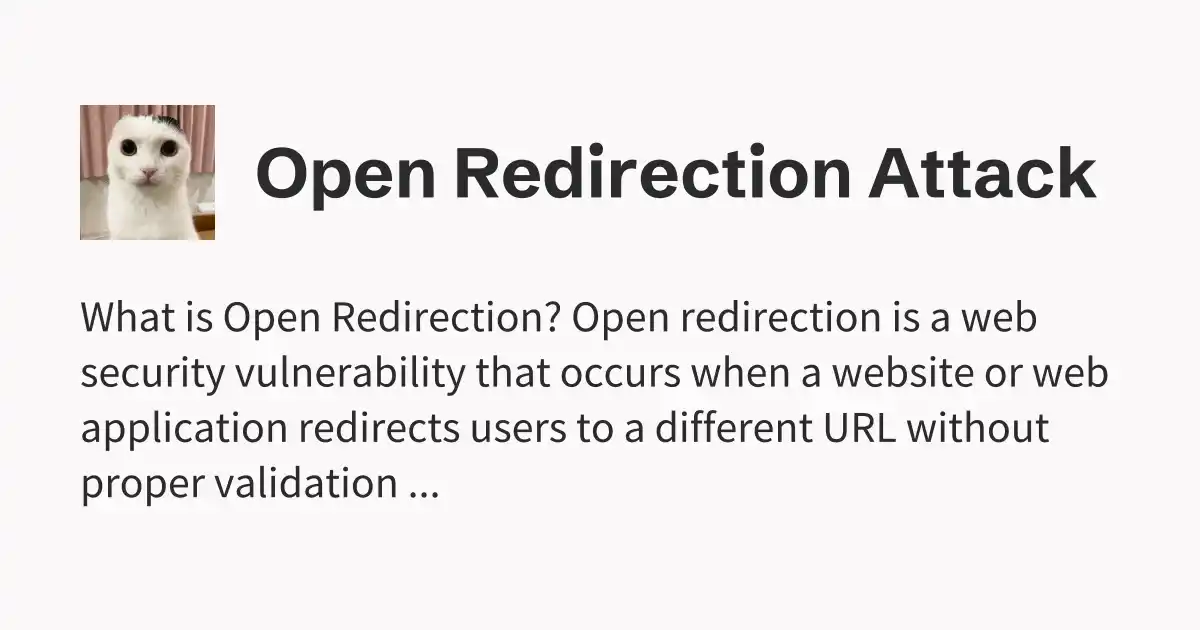 Open Redirection Attack
What is Open Redirection? Open redirection is a web
security vulnerability that occurs when a website or web
application redirects users to a different URL without
proper validation ...